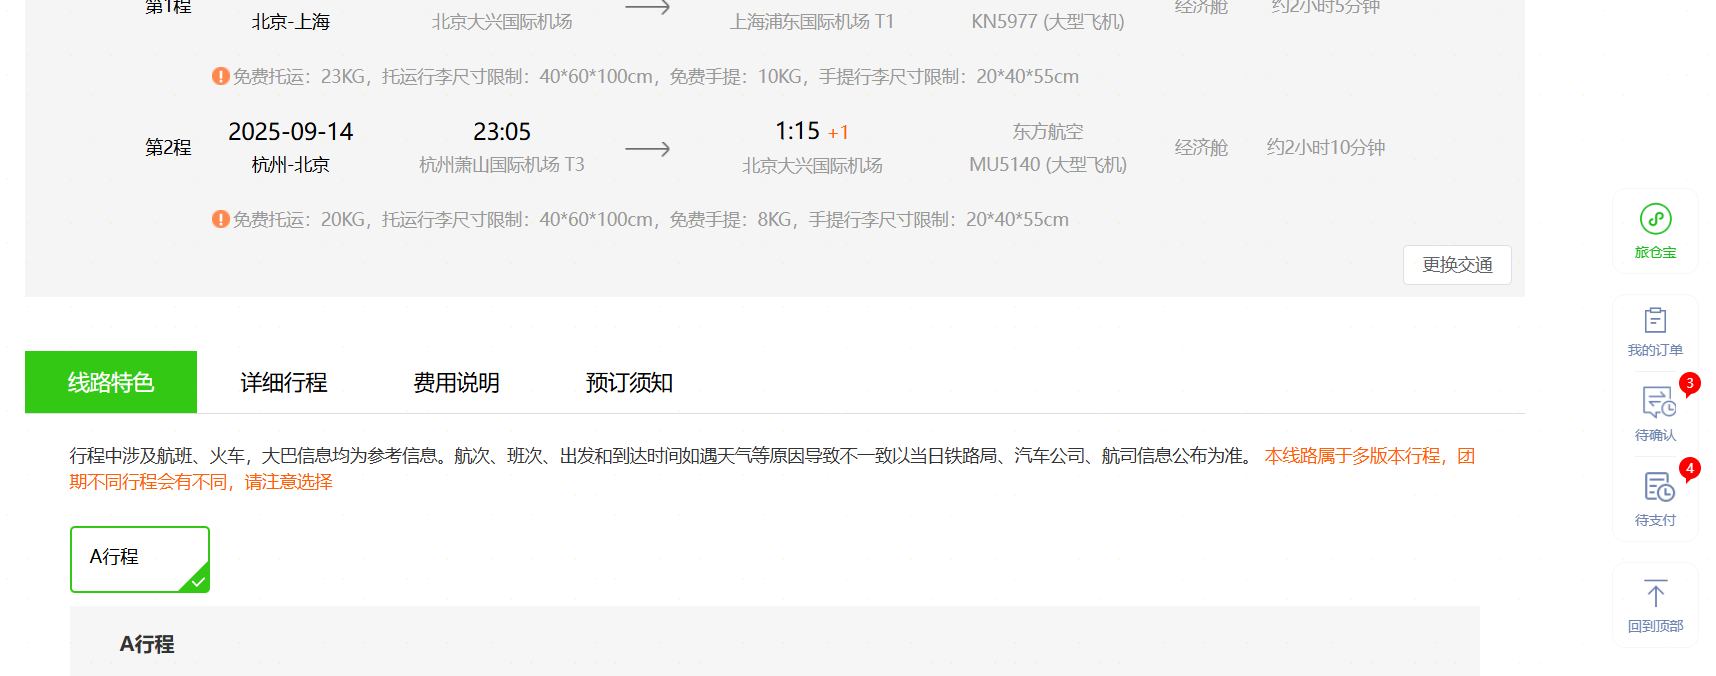 第1程
北京-上海
北京大兴国际机场
上海浦东国际机场 T1
KN5977 (大型飞机)
经济舱
约2小时5分钟
免费托运：23KG，托运行李尺寸限制：40*60*100cm，免费手提：10KG，手提行李尺寸限制：20*40*55cm
第2程
2025-09-14
杭州-北京
23:05
杭州萧山国际机场 T3
1:15 +1
北京大兴国际机场
东方航空
MU5140 (大型飞机)
经济舱
约2小时10分钟
免费托运：20KG，托运行李尺寸限制：40*60*100cm，免费手提：8KG，手提行李尺寸限制：20*40*55cm
更换交通
线路特色
详细行程
费用说明
预订须知
行程中涉及航班、火车，大巴信息均为参考信息。航次、班次、出发和到达时间如遇天气等原因导致不一致以当日铁路局、汽车公司、航司信息公布为准。 本线路属于多版本行程，团
期不同行程会有不同，请注意选择
A行程
A行程
旅仓宝
我的订单
3
待确认
4
待支付
回到顶部